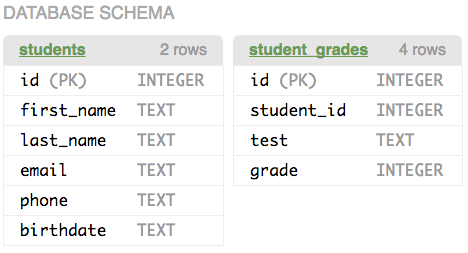 DATABASE SCHEMA
students 2 rows
id (PK) INTEGER
first_name TEXT
last_name TEXT
email TEXT
phone TEXT
birthdate TEXT
student_grades 4 rows
id (PK) INTEGER
student_id INTEGER
test TEXT
grade INTEGER